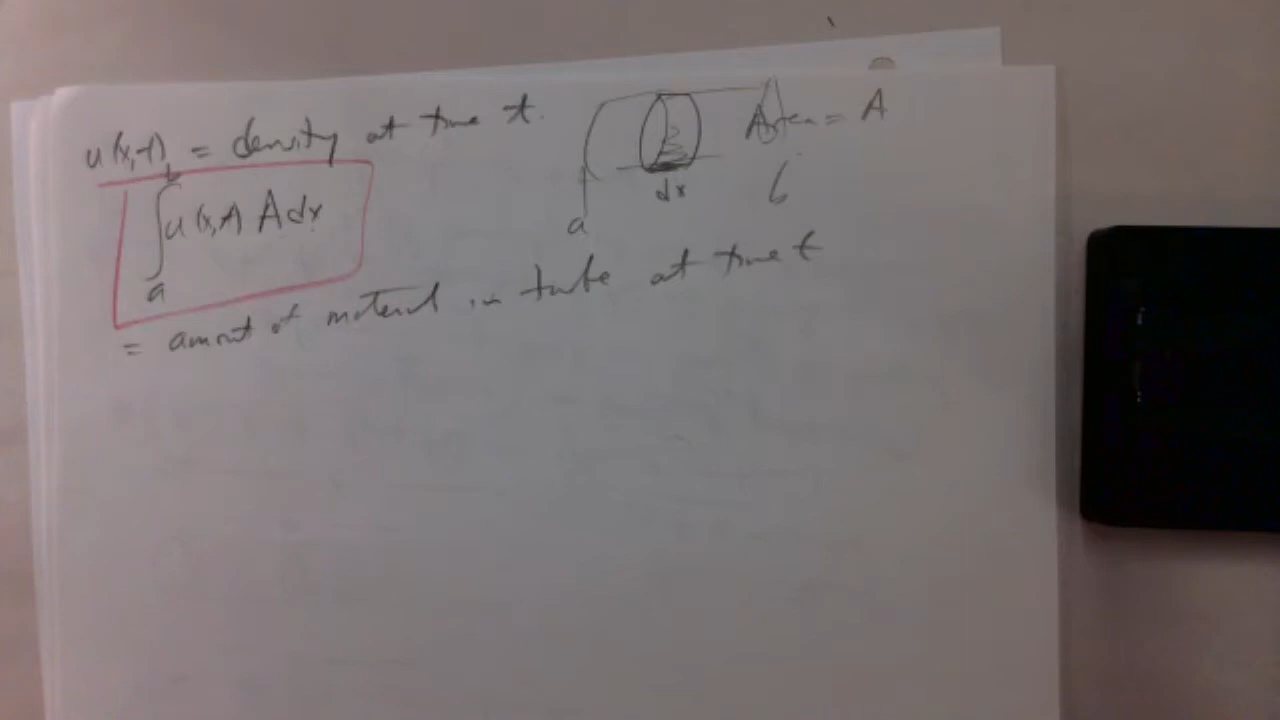 u(x,t) = density at time t.
Area = A
b
∫ u(x,t) A dx
a
dx
a
b
= amount of material in tube at time t